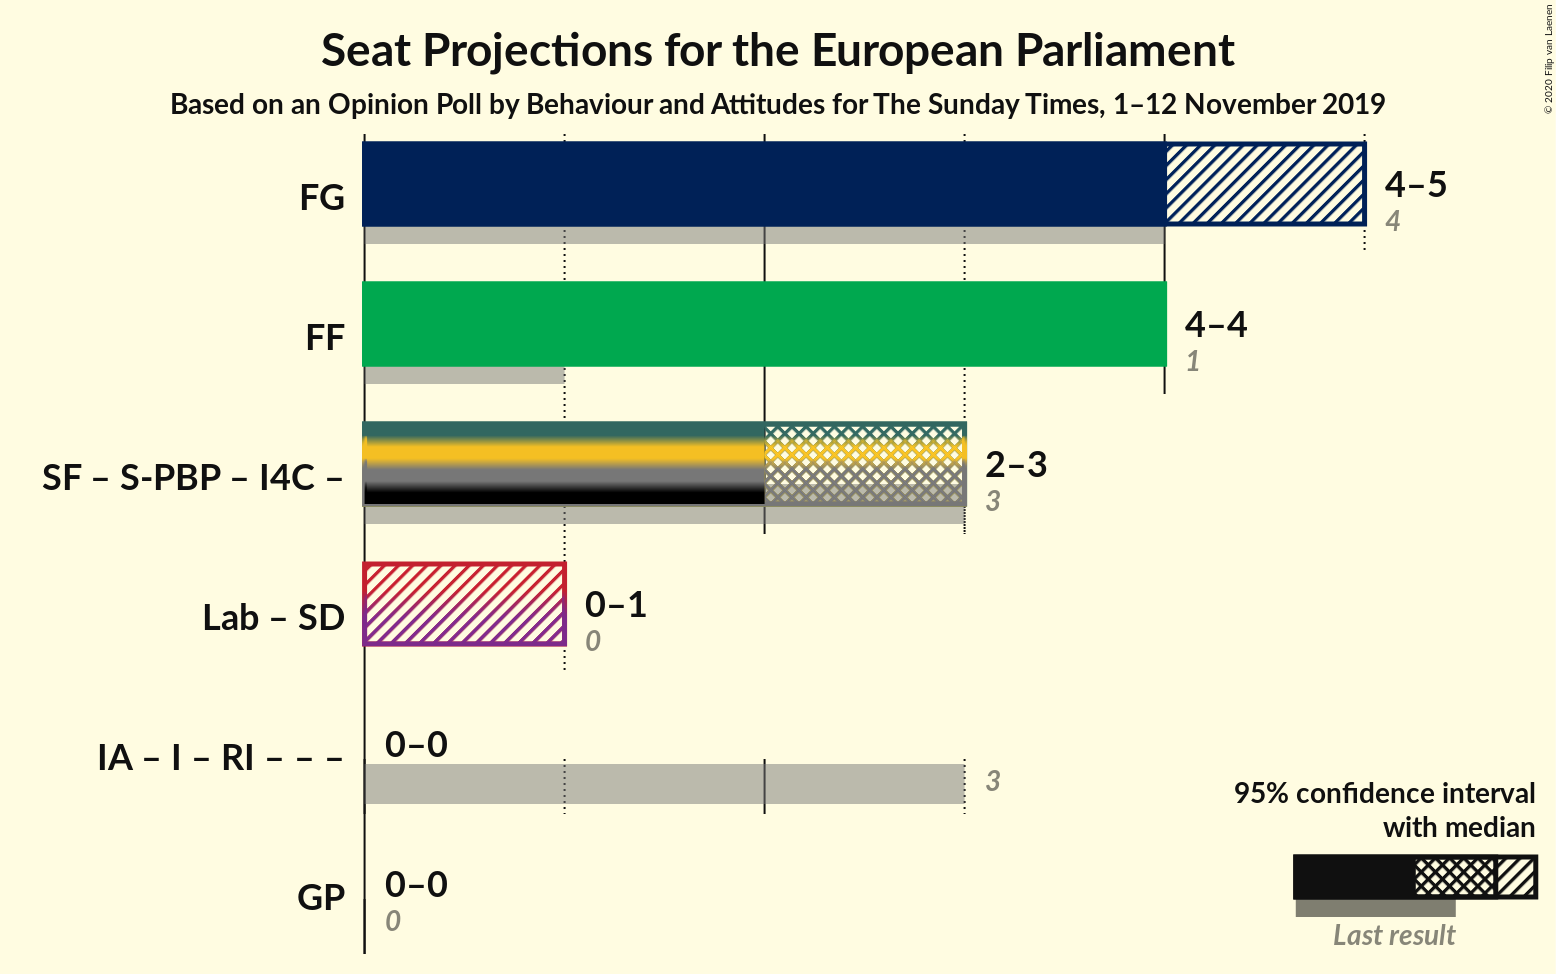 Seat Projections for the European Parliament
Based on an Opinion Poll by Behaviour and Attitudes for The Sunday Times, 1–12 November 2019
© 2020 Filip van Laenen
FG
4–5
4
FF
4–4
1
SF – S-PBP – I4C –
2–3
3
Lab – SD
0–1
0
IA – I – RI – – –
0–0
3
GP
0–0
0
95% confidence interval
with median
Last result